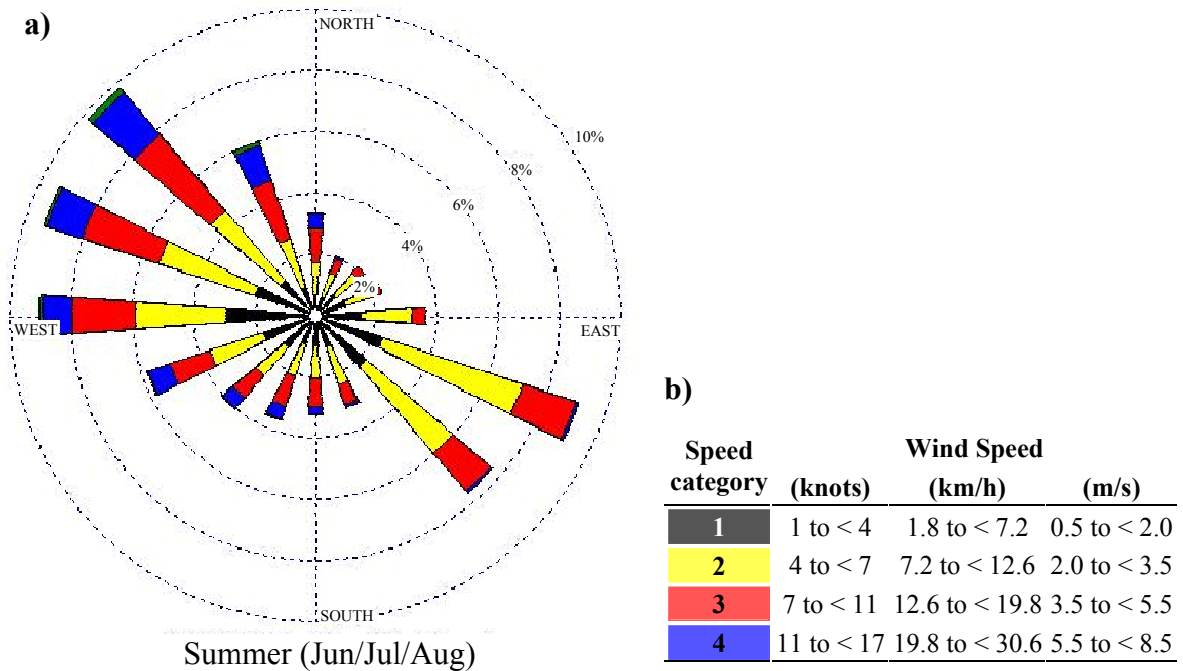 a)
NORTH
10%
8%
6%
4%
2%
WEST
EAST
SOUTH
Summer (Jun/Jul/Aug)
b)
Speed category Wind Speed
(knots) (km/h) (m/s)
1 1 to < 4 1.8 to < 7.2 0.5 to < 2.0
2 4 to < 7 7.2 to < 12.6 2.0 to < 3.5
3 7 to < 11 12.6 to < 19.8 3.5 to < 5.5
4 11 to < 17 19.8 to < 30.6 5.5 to < 8.5